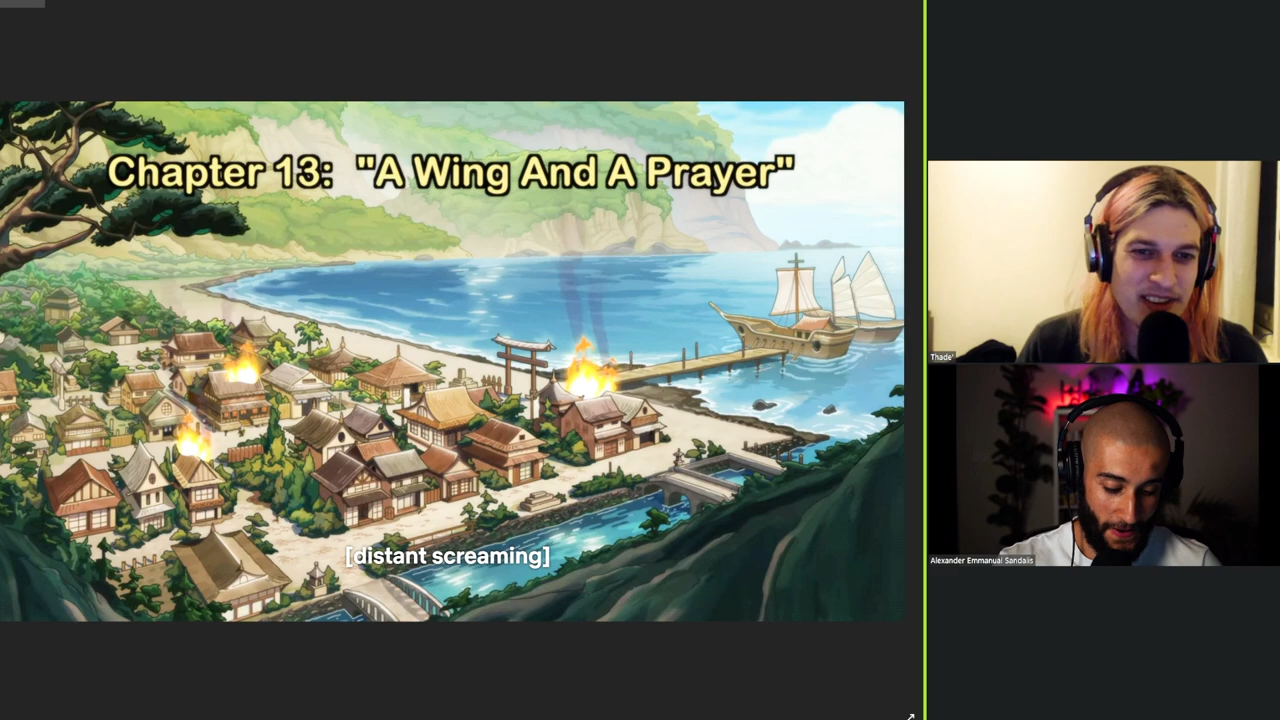 Chapter 13: "A Wing And A Prayer"
[distant screaming]
Thade'
Alexander Emmanual Sandalis